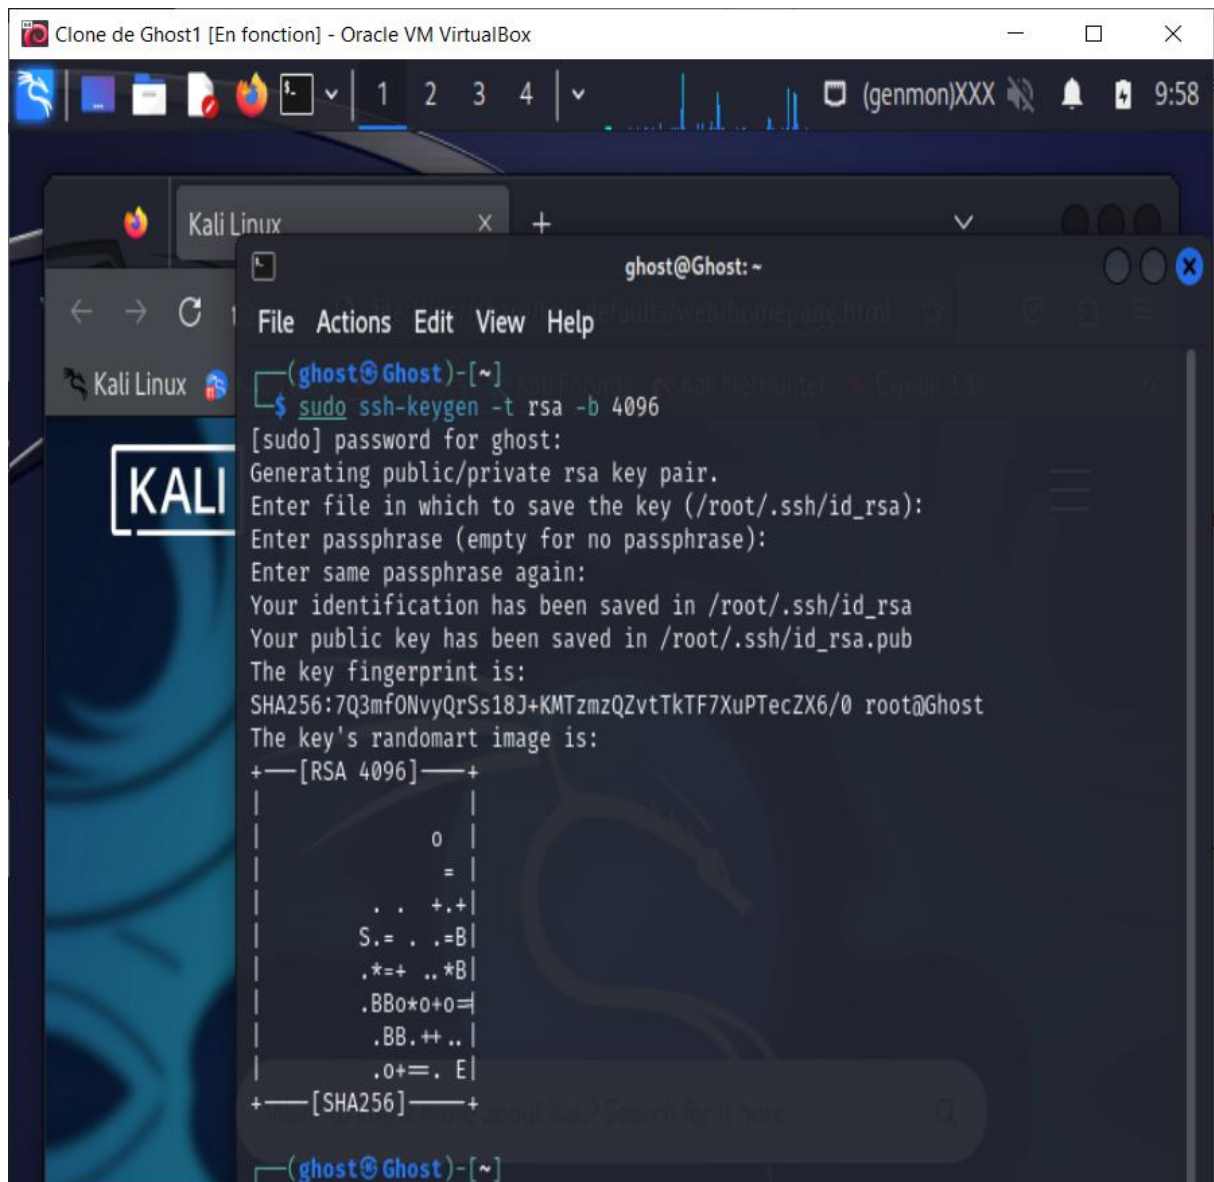 Clone de Ghost1 [En fonction] - Oracle VM VirtualBox
1 2 3 4 (genmon)XXX 9:58
Kali Linux
ghost@Ghost: ~
File Actions Edit View Help
Kali Linux
┌──(ghost㉿Ghost)-[~]
└─$ sudo ssh-keygen -t rsa -b 4096
[sudo] password for ghost:
Generating public/private rsa key pair.
Enter file in which to save the key (/root/.ssh/id_rsa):
Enter passphrase (empty for no passphrase):
Enter same passphrase again:
Your identification has been saved in /root/.ssh/id_rsa
Your public key has been saved in /root/.ssh/id_rsa.pub
The key fingerprint is:
SHA256:7Q3mfONvyQrSs18J+KMTzmzQZvtTkTF7XuPTecZX6/0 root@Ghost
The key's randomart image is:
+---[RSA 4096]----+
|                 |
|              o  |
|               = |
|         . .  +.+|
|        S.= . .=B|
|        .*=+ ..*B|
|        .BBo*o+o=|
|         .BB.++..|
|         .o+==. E|
+----[SHA256]-----+
┌──(ghost㉿Ghost)-[~]
KALI